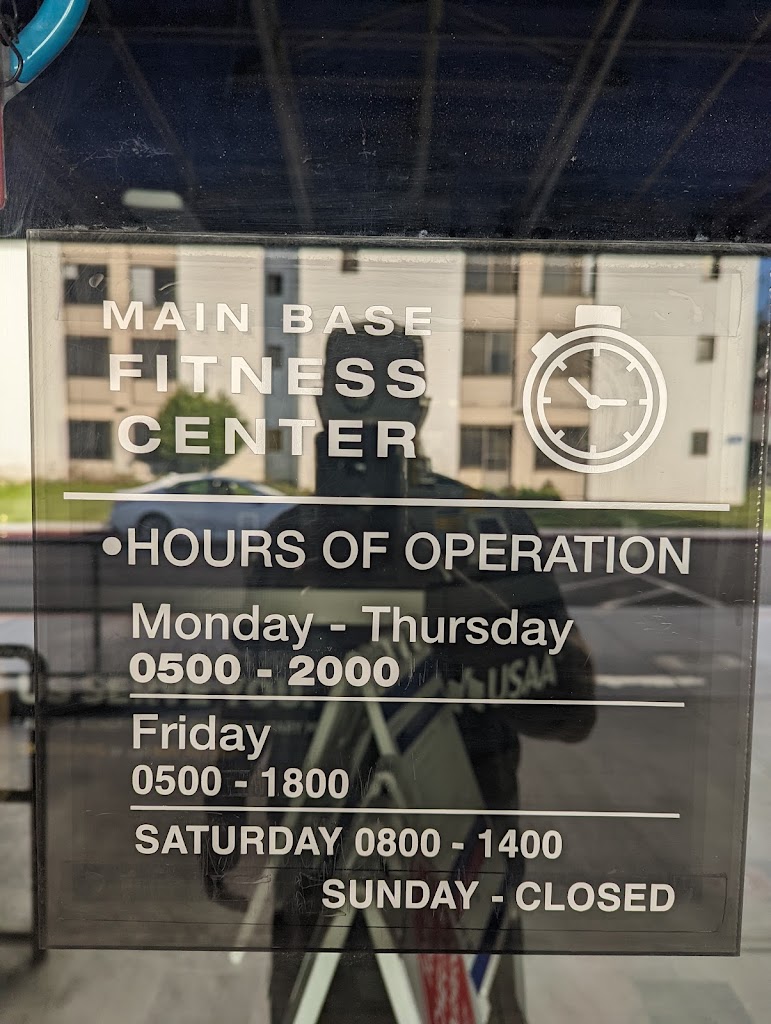 MAIN BASE
FITNESS
CENTER
•HOURS OF OPERATION
Monday - Thursday
0500 - 2000
USAA
Friday
0500 - 1800
SATURDAY 0800 - 1400
SUNDAY - CLOSED